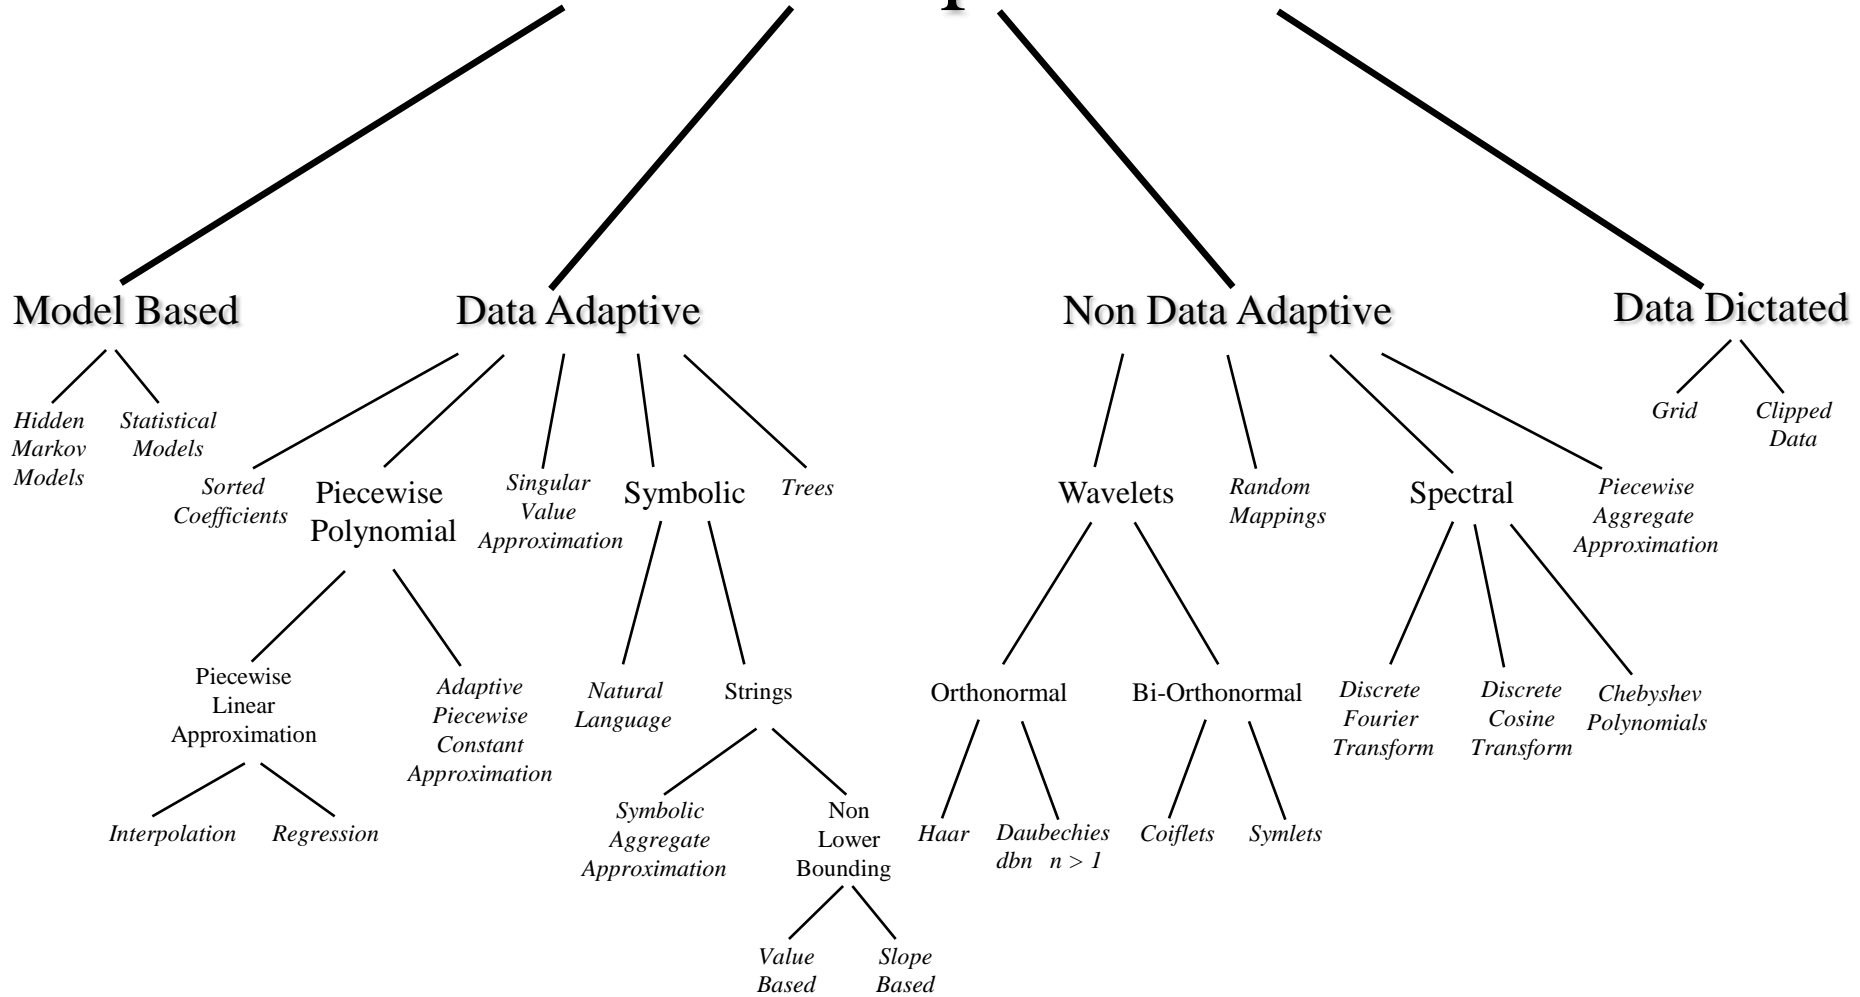 Model Based
Data Adaptive
Non Data Adaptive
Data Dictated
Hidden
Markov
Models
Statistical
Models
Grid
Clipped
Data
Sorted
Coefficients
Piecewise
Polynomial
Singular
Value
Approximation
Symbolic
Trees
Wavelets
Random
Mappings
Spectral
Piecewise
Aggregate
Approximation
Piecewise
Linear
Approximation
Adaptive
Piecewise
Constant
Approximation
Natural
Language
Strings
Orthonormal
Bi-Orthonormal
Discrete
Fourier
Transform
Discrete
Cosine
Transform
Chebyshev
Polynomials
Interpolation
Regression
Symbolic
Aggregate
Approximation
Non
Lower
Bounding
Haar
Daubechies
dbn n > 1
Coiflets
Symlets
Value
Based
Slope
Based